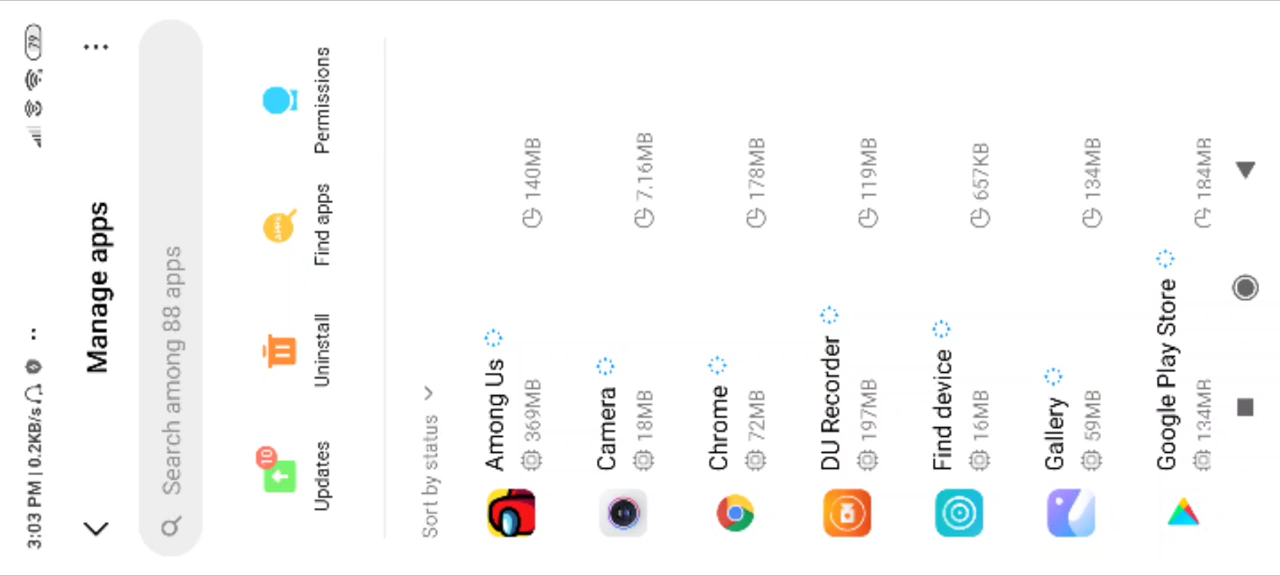 3:03 PM | 0.2KB/s
79
Manage apps
Search among 88 apps
10
APPS
Updates
Uninstall
Find apps
Permissions
Sort by status
Among Us
369MB
140MB
Camera
18MB
7.16MB
Chrome
72MB
178MB
DU Recorder
197MB
119MB
Find device
16MB
657KB
Gallery
59MB
134MB
Google Play Store
134MB
184MB